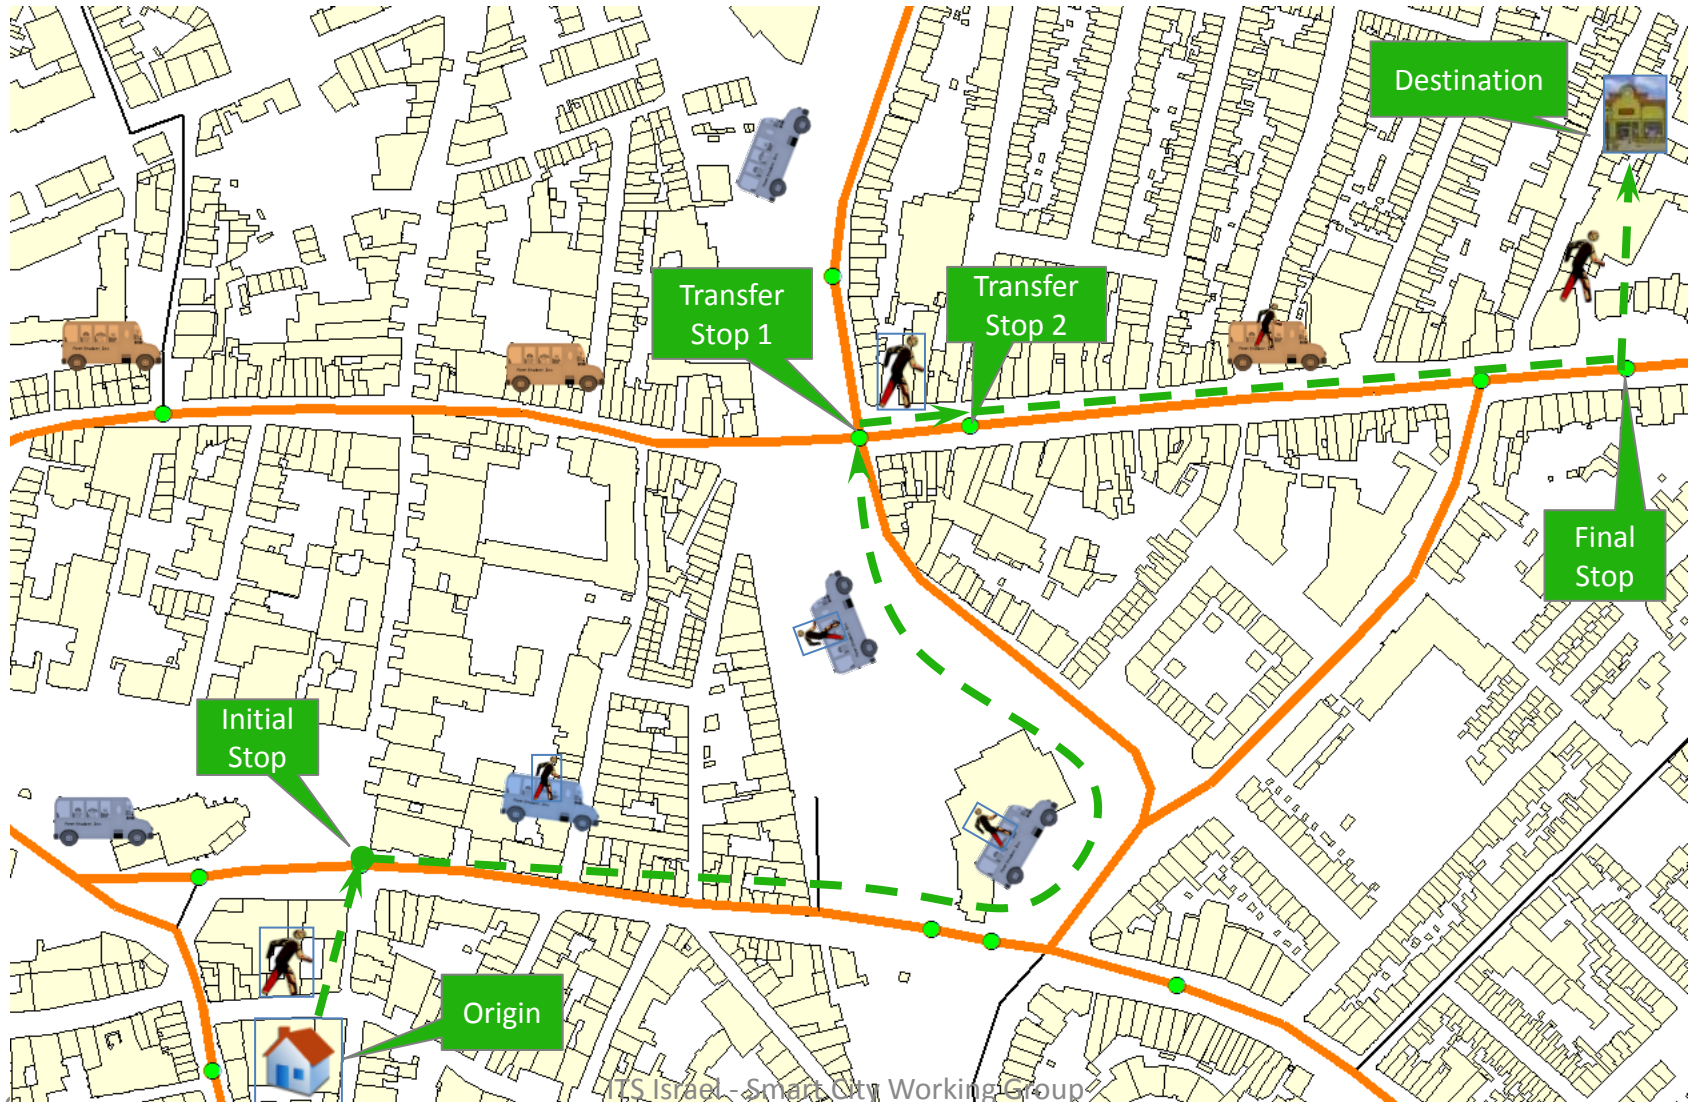 Destination
Transfer
Stop 1
Transfer
Stop 2
Final
Stop
Initial
Stop
Origin
ITS Israel - Smart City Working Group